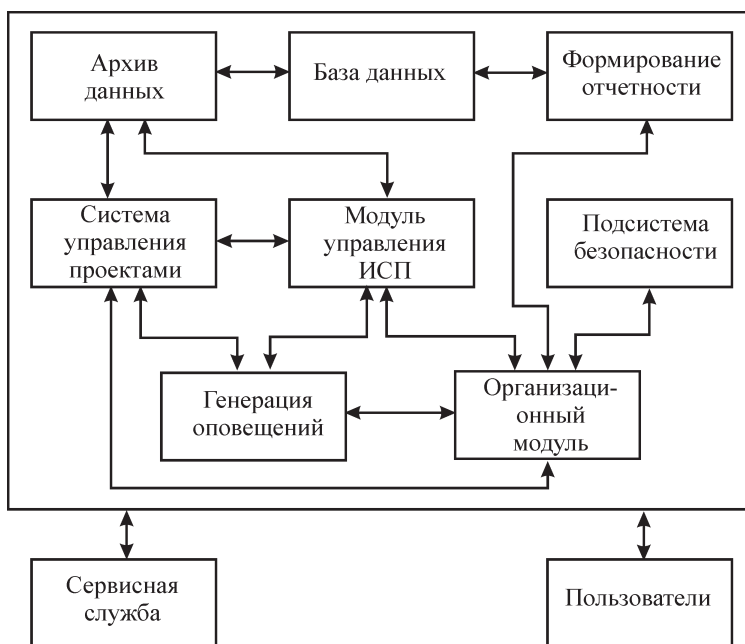 Архив
данных
База данных
Формирование
отчетности
Система
управления
проектами
Модуль
управления
ИСП
Подсистема
безопасности
Генерация
оповещений
Организаци-
онный
модуль
Сервисная
служба
Пользователи